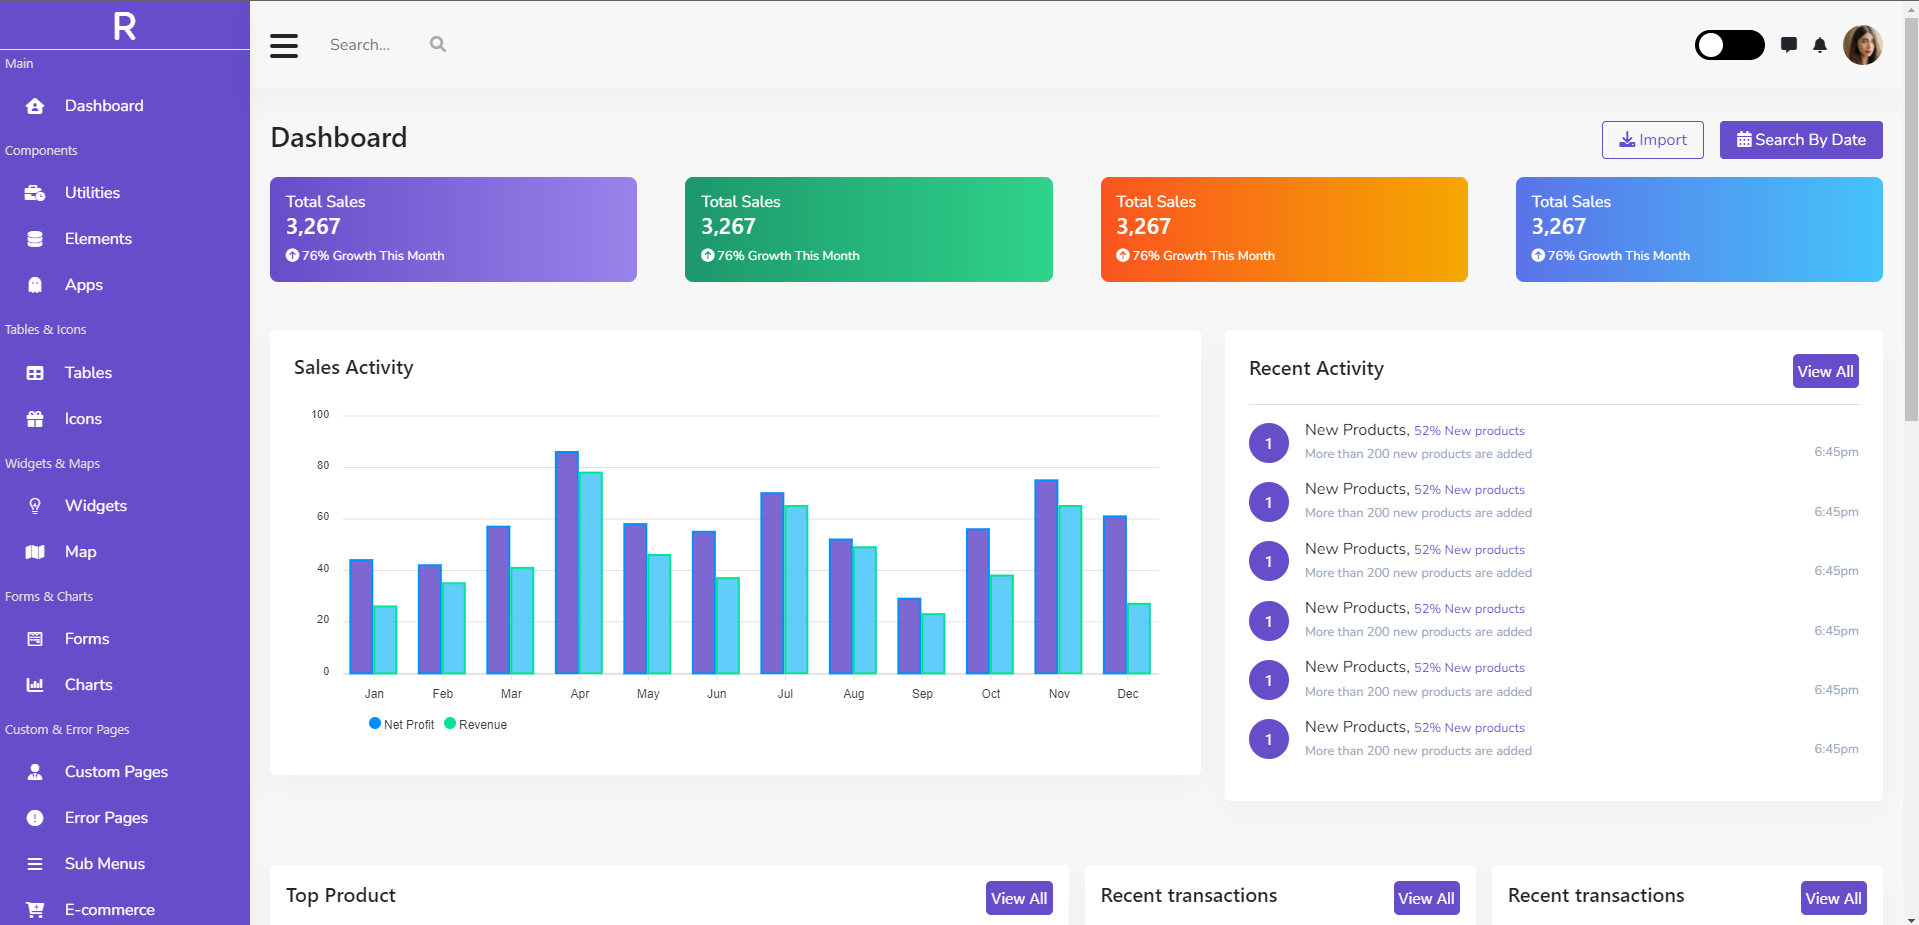 R
Main
Dashboard
Components
Utilities
Elements
Apps
Tables & Icons
Tables
Icons
Widgets & Maps
Widgets
Map
Forms & Charts
Forms
Charts
Custom & Error Pages
Custom Pages
Error Pages
Sub Menus
E-commerce
Search...
Dashboard
Import
Search By Date
Total Sales
3,267
76% Growth This Month
Total Sales
3,267
76% Growth This Month
Total Sales
3,267
76% Growth This Month
Total Sales
3,267
76% Growth This Month
Sales Activity
100
80
60
40
20
0
Jan Feb Mar Apr May Jun Jul Aug Sep Oct Nov Dec
Net Profit Revenue
Recent Activity
View All
1
New Products, 52% New products
More than 200 new products are added
6:45pm
1
New Products, 52% New products
More than 200 new products are added
6:45pm
1
New Products, 52% New products
More than 200 new products are added
6:45pm
1
New Products, 52% New products
More than 200 new products are added
6:45pm
1
New Products, 52% New products
More than 200 new products are added
6:45pm
1
New Products, 52% New products
More than 200 new products are added
6:45pm
Top Product
View All
Recent transactions
View All
Recent transactions
View All